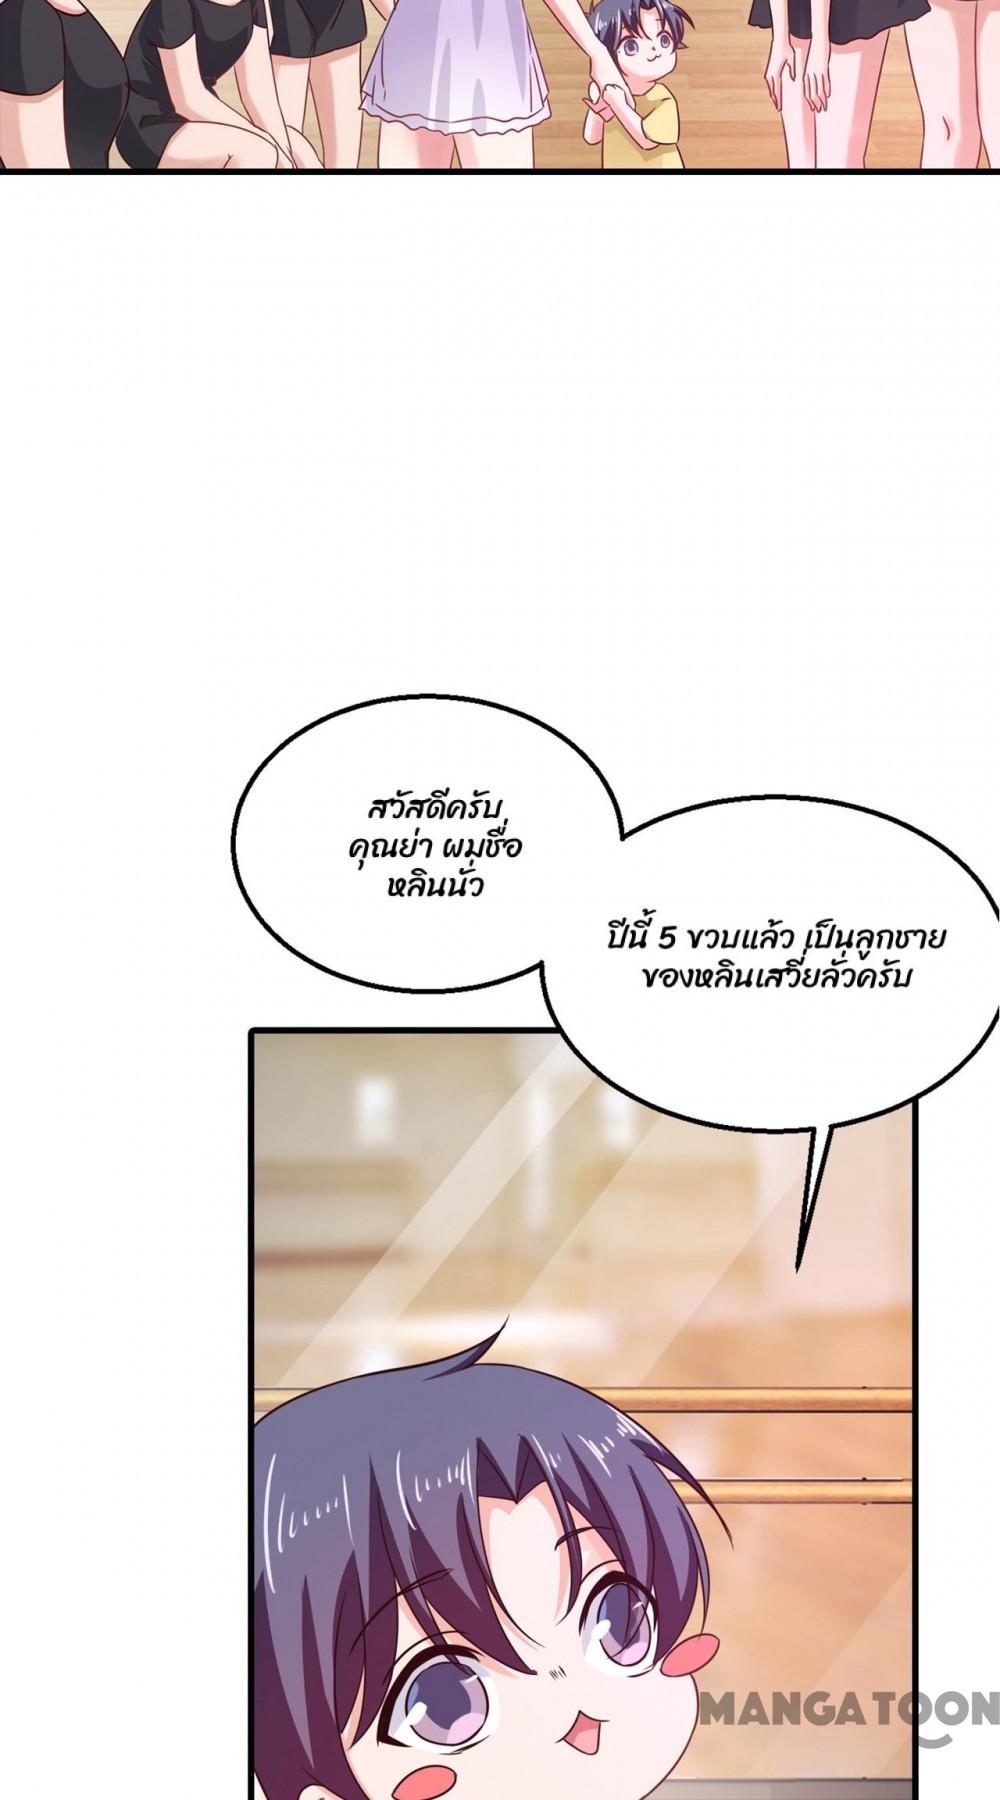 สวัสดีครับ
คุณย่า ผมชื่อ
หลินนั่ว
ปีนี้ 5 ขวบแล้ว เป็นลูกชาย
ของหลินเสวี่ยลั่วครับ
MANGATOON